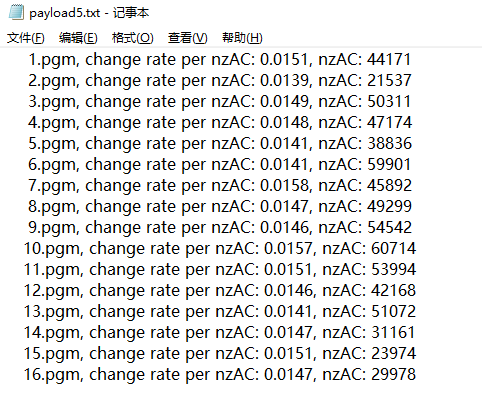 payload5.txt - 记事本
文件(F) 编辑(E) 格式(O) 查看(V) 帮助(H)
1.pgm, change rate per nzAC: 0.0151, nzAC: 44171
2.pgm, change rate per nzAC: 0.0139, nzAC: 21537
3.pgm, change rate per nzAC: 0.0149, nzAC: 50311
4.pgm, change rate per nzAC: 0.0148, nzAC: 47174
5.pgm, change rate per nzAC: 0.0141, nzAC: 38836
6.pgm, change rate per nzAC: 0.0141, nzAC: 59901
7.pgm, change rate per nzAC: 0.0158, nzAC: 45892
8.pgm, change rate per nzAC: 0.0147, nzAC: 49299
9.pgm, change rate per nzAC: 0.0146, nzAC: 54542
10.pgm, change rate per nzAC: 0.0157, nzAC: 60714
11.pgm, change rate per nzAC: 0.0151, nzAC: 53994
12.pgm, change rate per nzAC: 0.0146, nzAC: 42168
13.pgm, change rate per nzAC: 0.0141, nzAC: 51072
14.pgm, change rate per nzAC: 0.0147, nzAC: 31161
15.pgm, change rate per nzAC: 0.0151, nzAC: 23974
16.pgm, change rate per nzAC: 0.0147, nzAC: 29978